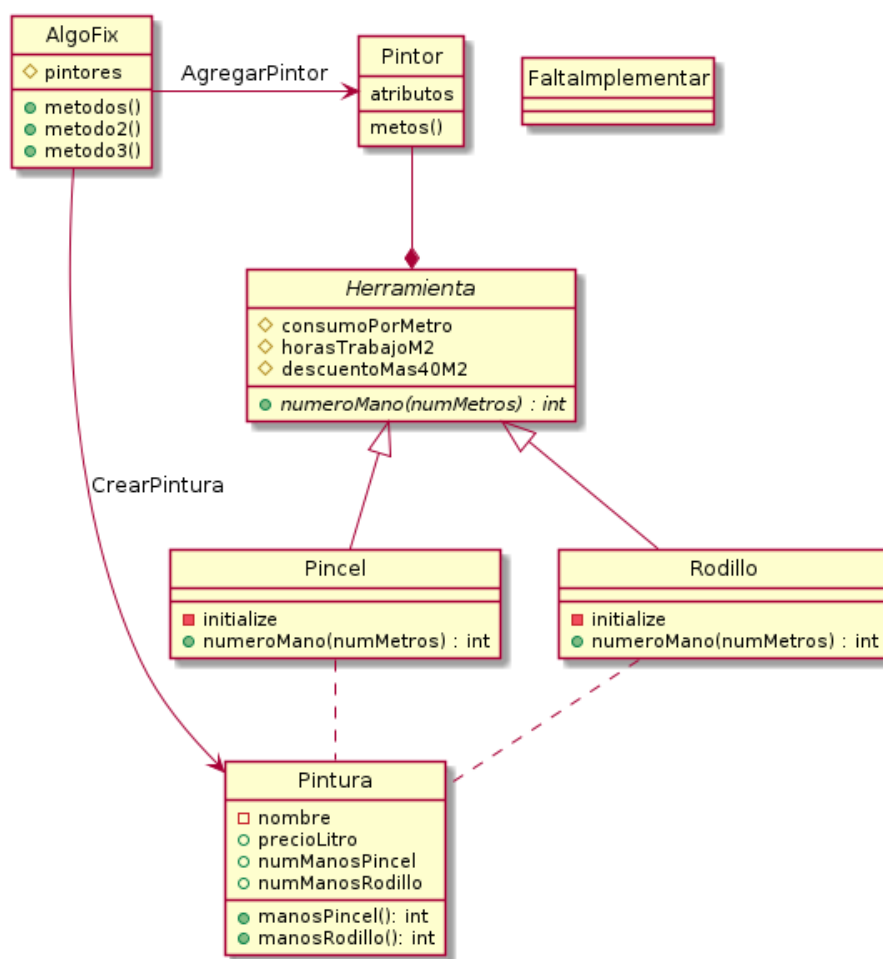 AlgoFix
pintores
metodos()
metodo2()
metodo3()
AgregarPintor
Pintor
atributos
metos()
FaltaImplementar
Herramienta
consumoPorMetro
horasTrabajoM2
descuentoMas40M2
numeroMano(numMetros) : int
CrearPintura
Pincel
initialize
numeroMano(numMetros) : int
Rodillo
initialize
numeroMano(numMetros) : int
Pintura
nombre
precioLitro
numManosPincel
numManosRodillo
manosPincel(): int
manosRodillo(): int